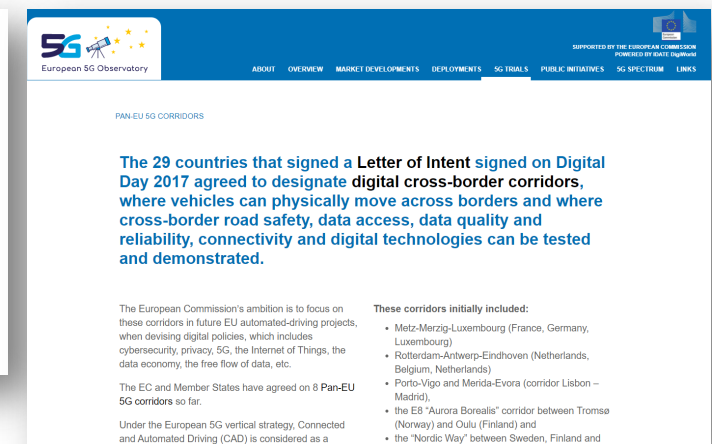 5G
European 5G Observatory
European
Commission
SUPPORTED BY THE EUROPEAN COMMISSION
POWERED BY IDATE DigiWorld
ABOUT OVERVIEW MARKET DEVELOPMENTS DEPLOYMENTS 5G TRIALS PUBLIC INITIATIVES 5G SPECTRUM LINKS
PAN-EU 5G CORRIDORS
The 29 countries that signed a Letter of Intent signed on Digital
Day 2017 agreed to designate digital cross-border corridors,
where vehicles can physically move across borders and where
cross-border road safety, data access, data quality and
reliability, connectivity and digital technologies can be tested
and demonstrated.
The European Commission's ambition is to focus on
these corridors in future EU automated-driving projects,
when devising digital policies, which includes
cybersecurity, privacy, 5G, the Internet of Things, the
data economy, the free flow of data, etc.
The EC and Member States have agreed on 8 Pan-EU
5G corridors so far.
Under the European 5G vertical strategy, Connected
and Automated Driving (CAD) is considered as a
These corridors initially included:
• Metz-Merzig-Luxembourg (France, Germany,
Luxembourg)
• Rotterdam-Antwerp-Eindhoven (Netherlands,
Belgium, Netherlands)
• Porto-Vigo and Merida-Evora (corridor Lisbon –
Madrid),
• the E8 “Aurora Borealis” corridor between Tromsø
(Norway) and Oulu (Finland) and
• the “Nordic Way” between Sweden, Finland and